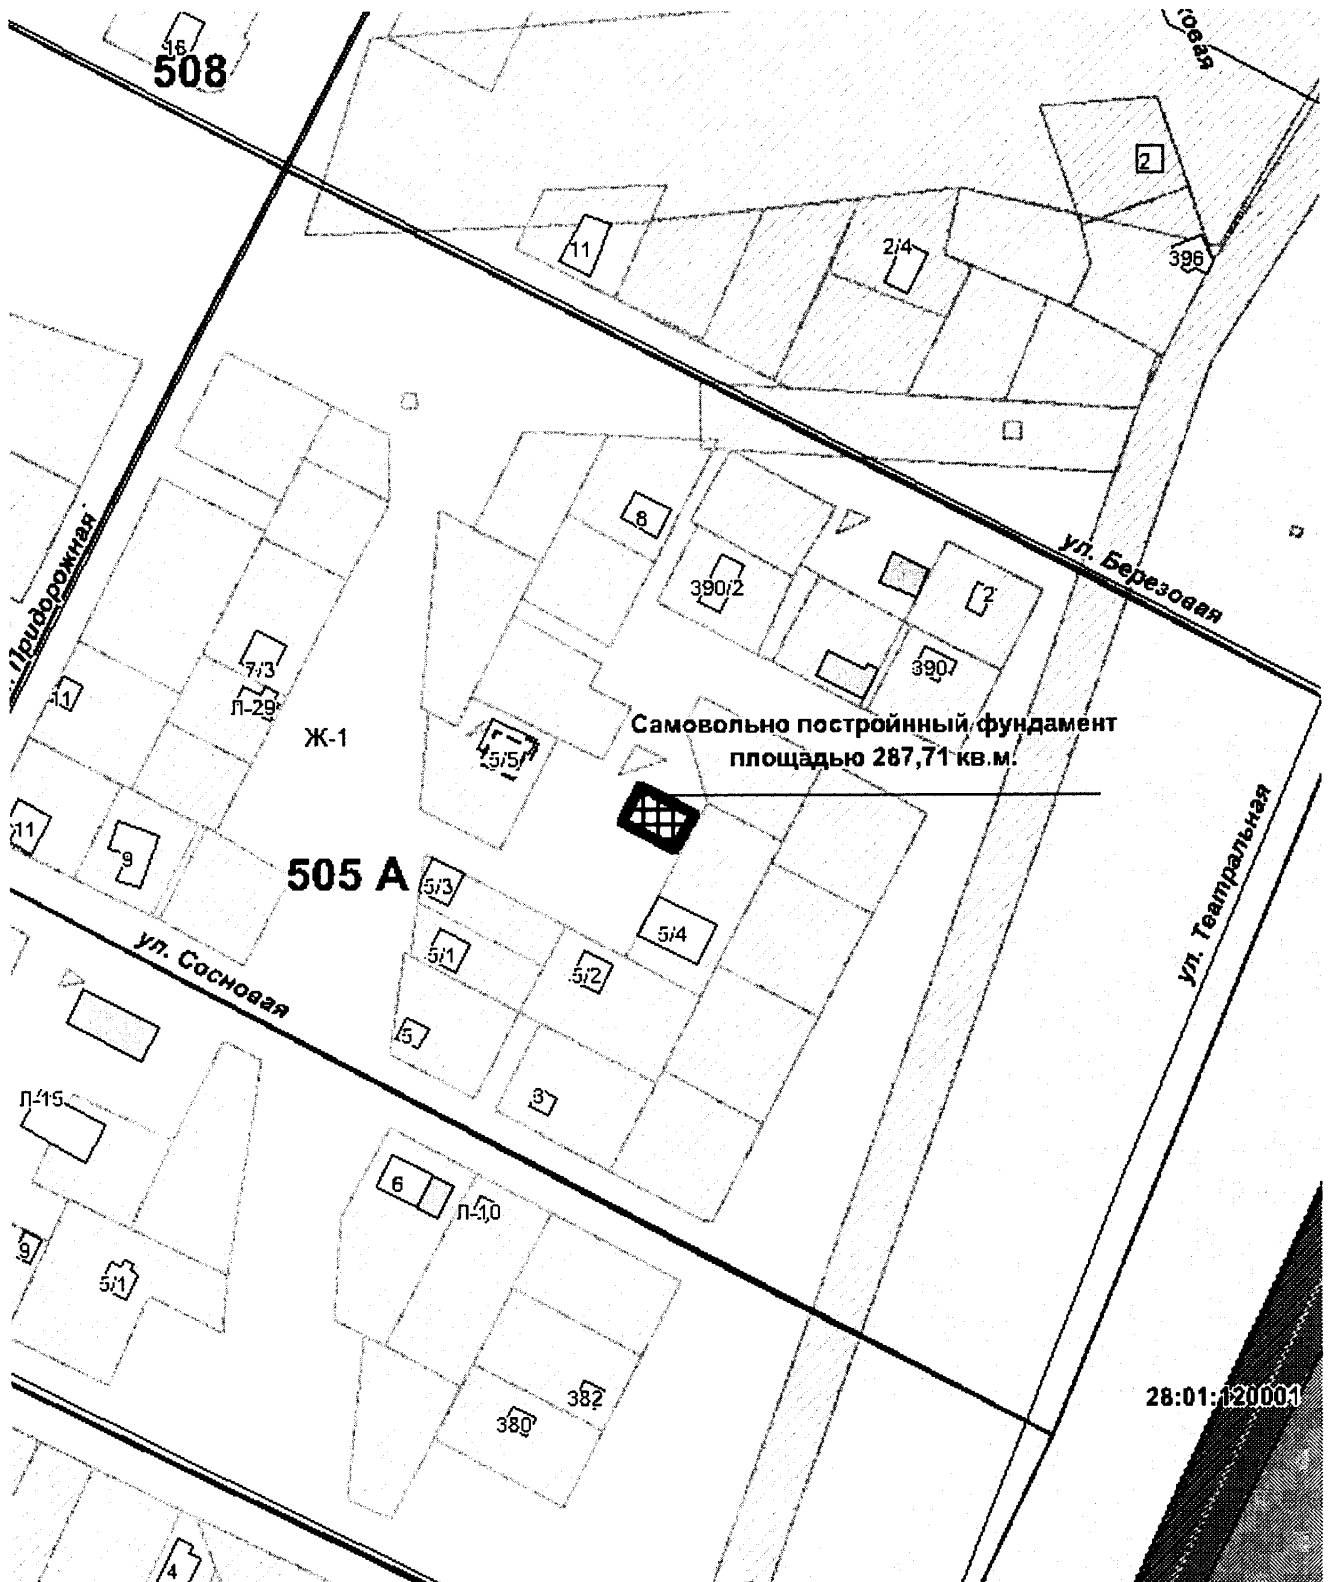 16
508
товая
2
11
2/4
396
8
390/2
2
390
ул. Березовая
Придорожная
7/3
Л-29
11
Ж-1
5/5
Самовольно постройнный фундамент
площадью 287,71 кв.м.
11
9
505 А
5/3
5/4
5/1
5/2
5
3
ул. Театральная
ул. Сосновая
Л-15
6
Л-10
9
5/1
382
380
28:01:120001
4